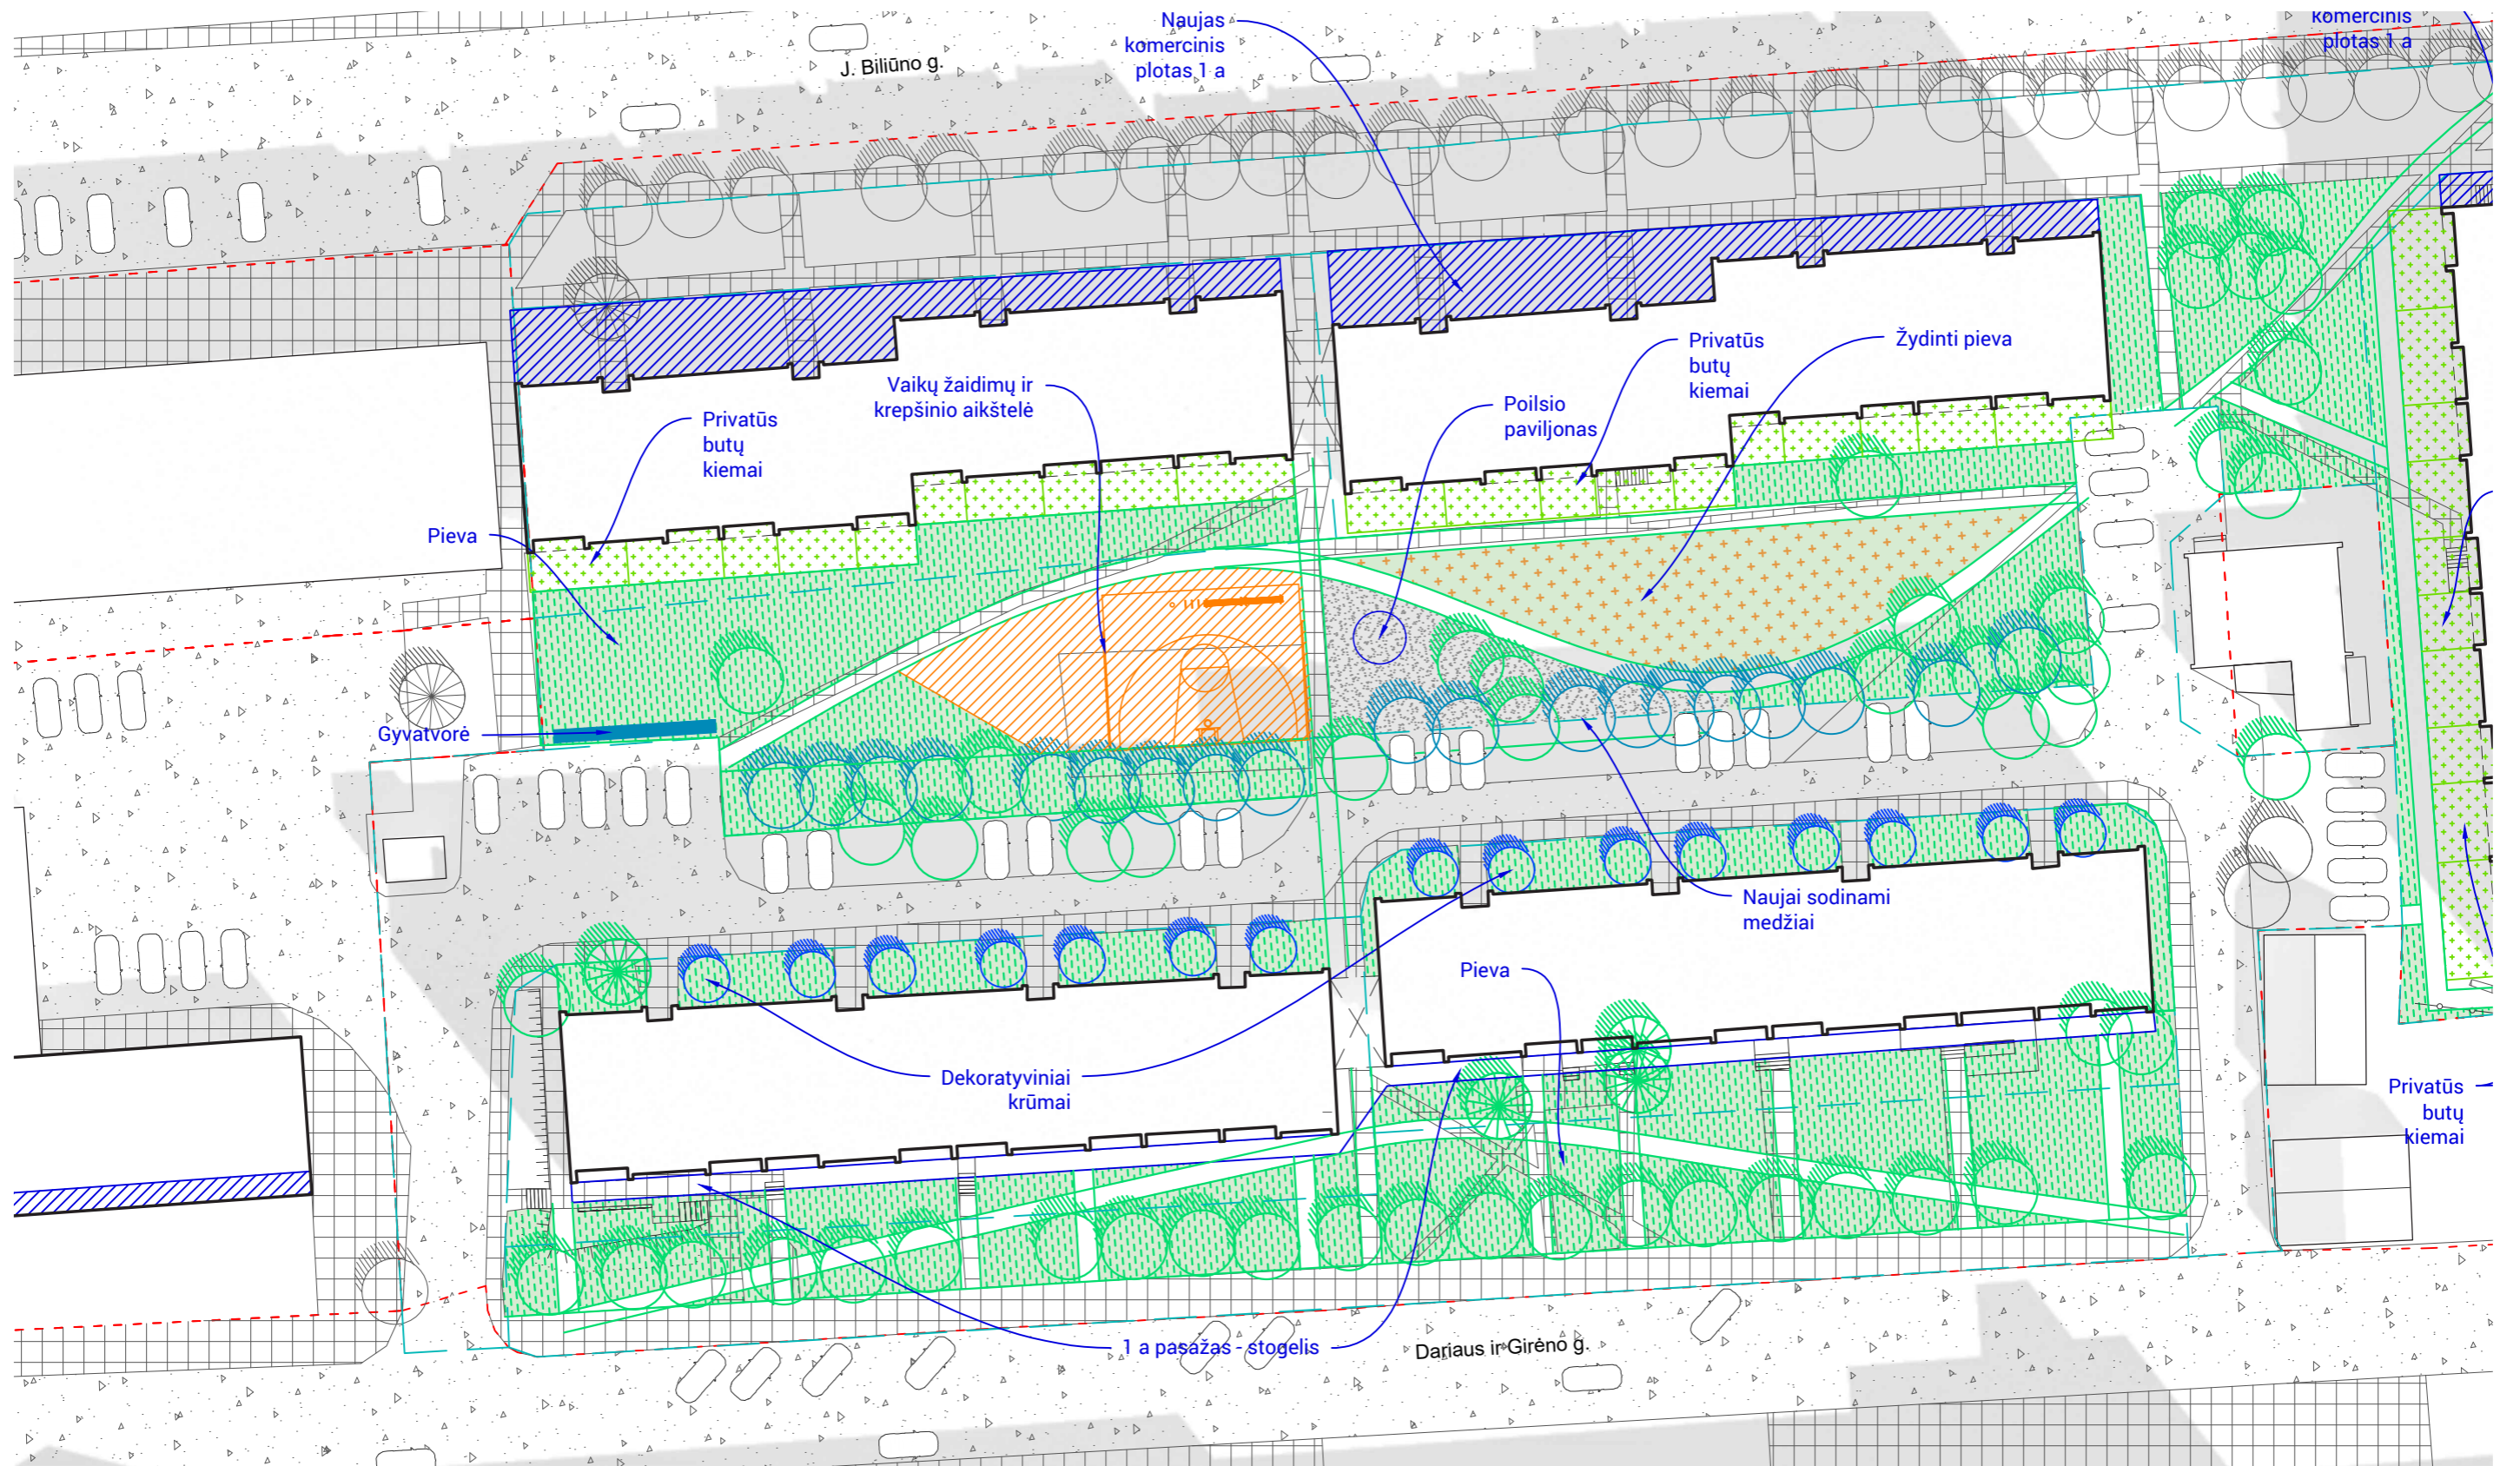 Naujas
komercinis
plotas 1 a
komercinis
plotas 1 a
J. Biliūno g.
Vaikų žaidimų ir
krepšinio aikštelė
Privatūs
butų
kiemai
Poilsio
paviljonas
Privatūs
butų
kiemai
Žydinti pieva
Pieva
Gyvatvorė
Naujai sodinami
medžiai
Pieva
Dekoratyviniai
krūmai
Privatūs
butų
kiemai
1 a pasažas - stogelis
Dariaus ir Girėno g.